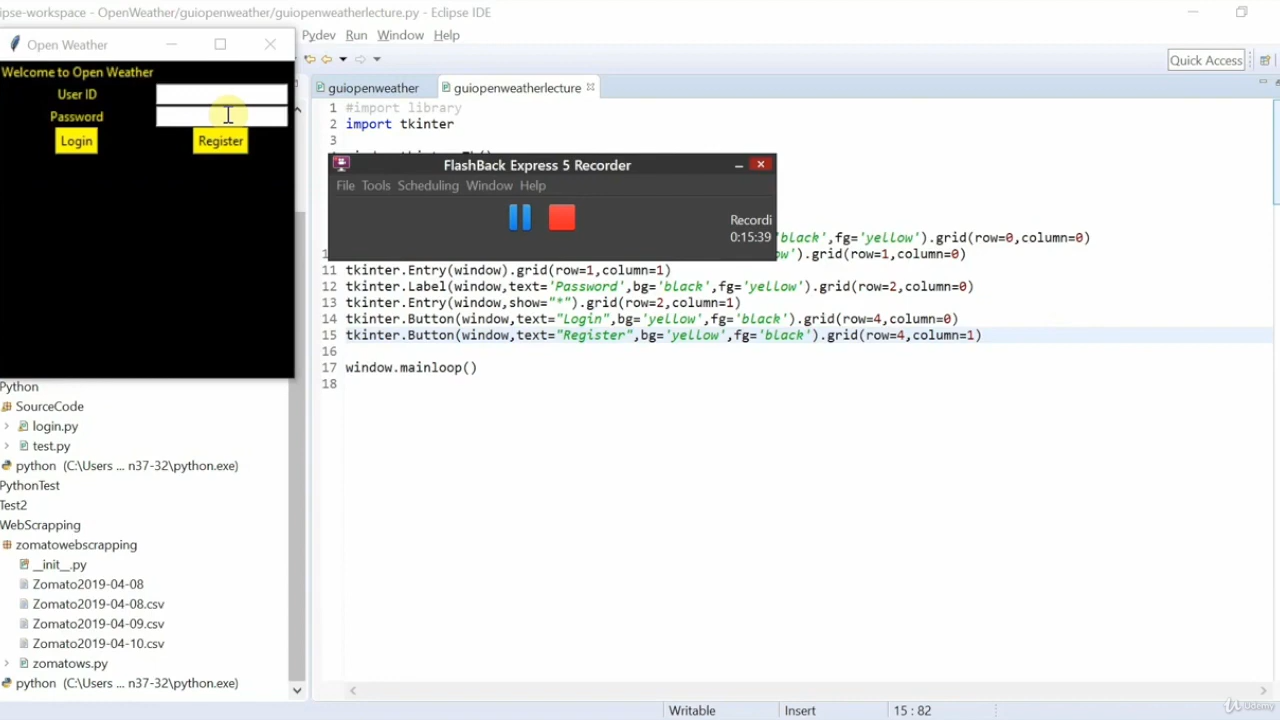 ipse-workspace - OpenWeather/guiopenweather/guiopenweatherlecture.py - Eclipse IDE
Open Weather
Pydev Run Window Help
Quick Access
Welcome to Open Weather
User ID
Password
Login Register
guiopenweather guiopenweatherlecture
1 #import library
2 import tkinter
3
FlashBack Express 5 Recorder
File Tools Scheduling Window Help
Recordi
0:15:39
'black',fg='yellow').grid(row=0,column=0)
').grid(row=1,column=0)
11 tkinter.Entry(window).grid(row=1,column=1)
12 tkinter.Label(window,text='Password',bg='black',fg='yellow').grid(row=2,column=0)
13 tkinter.Entry(window,show="*").grid(row=2,column=1)
14 tkinter.Button(window,text="Login",bg='yellow',fg='black').grid(row=4,column=0)
15 tkinter.Button(window,text="Register",bg='yellow',fg='black').grid(row=4,column=1)
16
17 window.mainloop()
18
Python
SourceCode
login.py
test.py
python (C:\Users ... n37-32\python.exe)
PythonTest
Test2
WebScrapping
zomatowebscrapping
__init__.py
Zomato2019-04-08
Zomato2019-04-08.csv
Zomato2019-04-09.csv
Zomato2019-04-10.csv
zomatows.py
python (C:\Users ... n37-32\python.exe)
Writable Insert 15 : 82
Udemy